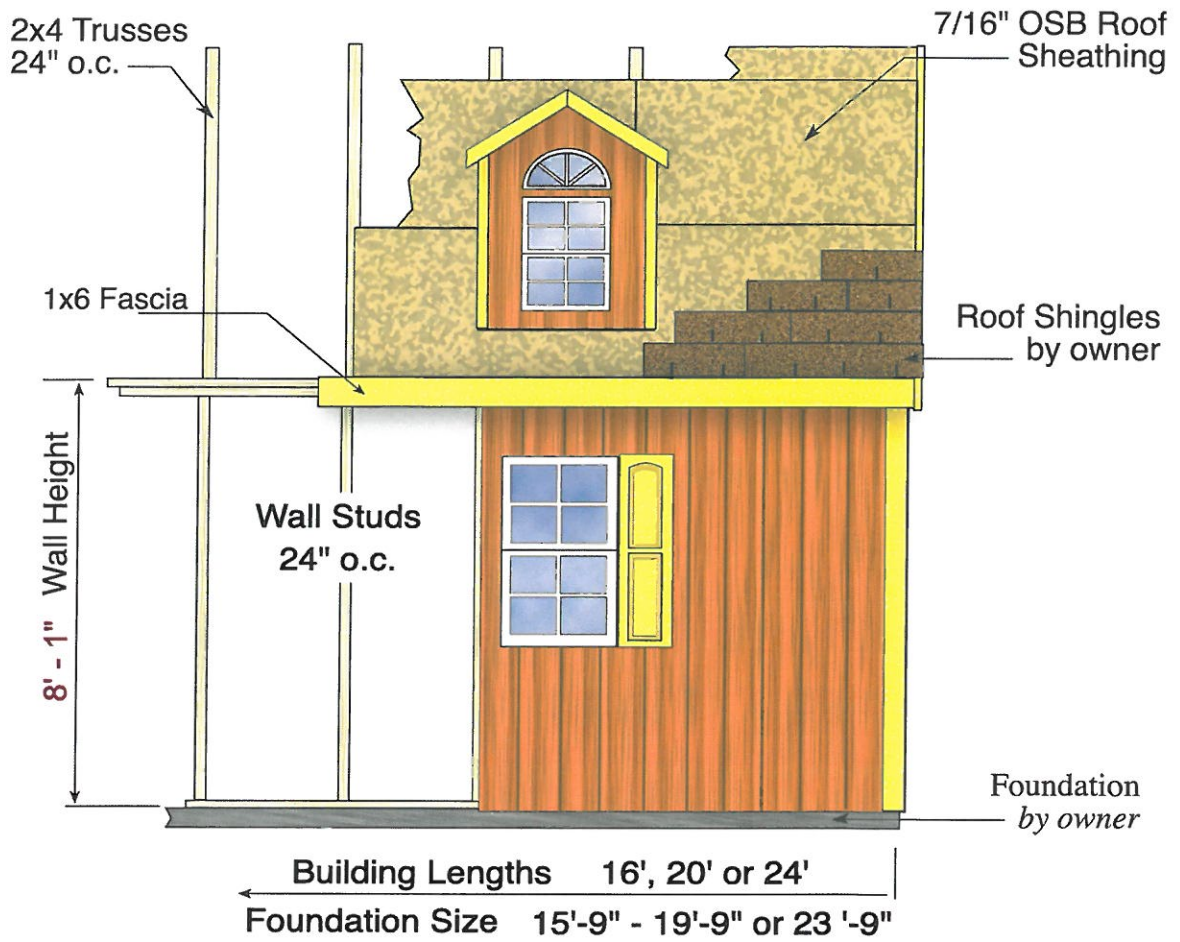 2x4 Trusses
24" o.c.
7/16" OSB Roof
Sheathing
1x6 Fascia
Roof Shingles
by owner
8' - 1" Wall Height
Wall Studs
24" o.c.
Foundation
by owner
Building Lengths 16', 20' or 24'
Foundation Size 15'-9" - 19'-9" or 23 '-9"